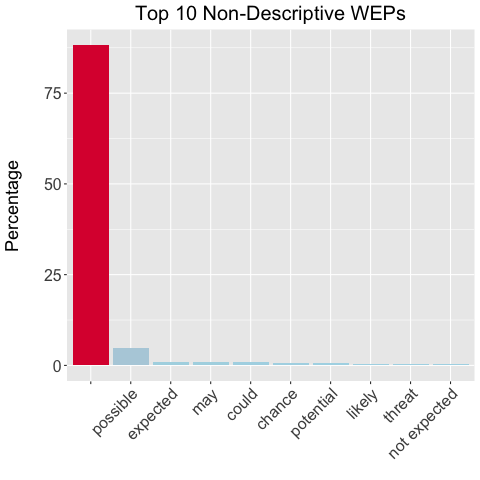 Top 10 Non-Descriptive WEPs
Percentage
75
50
25
0
possible
expected
may
could
chance
potential
likely
threat
not expected